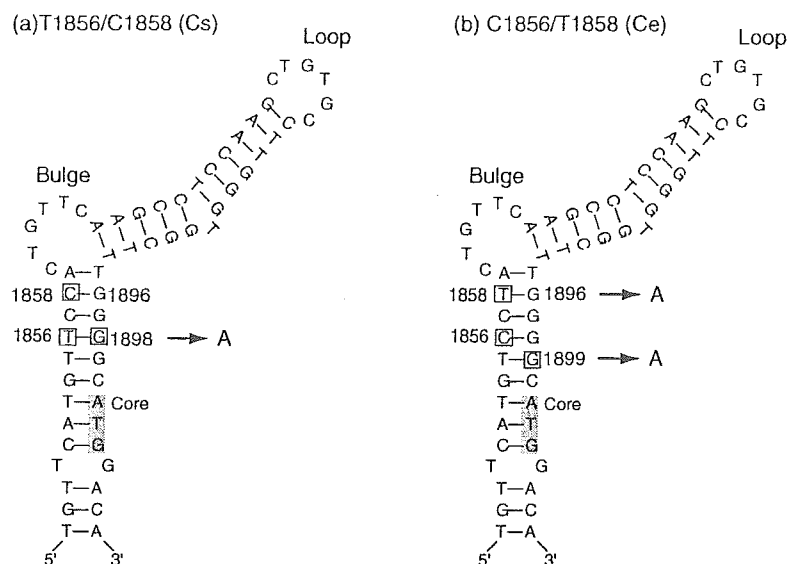 (a)T1856/C1858 (Cs)
Loop
Bulge
C T G T T C A A G C C T C C A A G C T G T G C C T T G G G T G G C T T
A–T
1858 C–G 1896
C G
1856 T–G 1898 → A
T–G
G–C
T–A Core
A–T
C–G
T G
T–A
G–C
T–A
5' 3'
(b) C1856/T1858 (Ce)
Loop
Bulge
C T G T T C A A G C C T C C A A G C T G T G C C T T G G G T G G C T T
A–T
1858 T–G 1896 → A
C–G
1856 C–G
T–G 1899 → A
G–C
T–A Core
A–T
C–G
T G
T–A
G–C
T–A
5' 3'